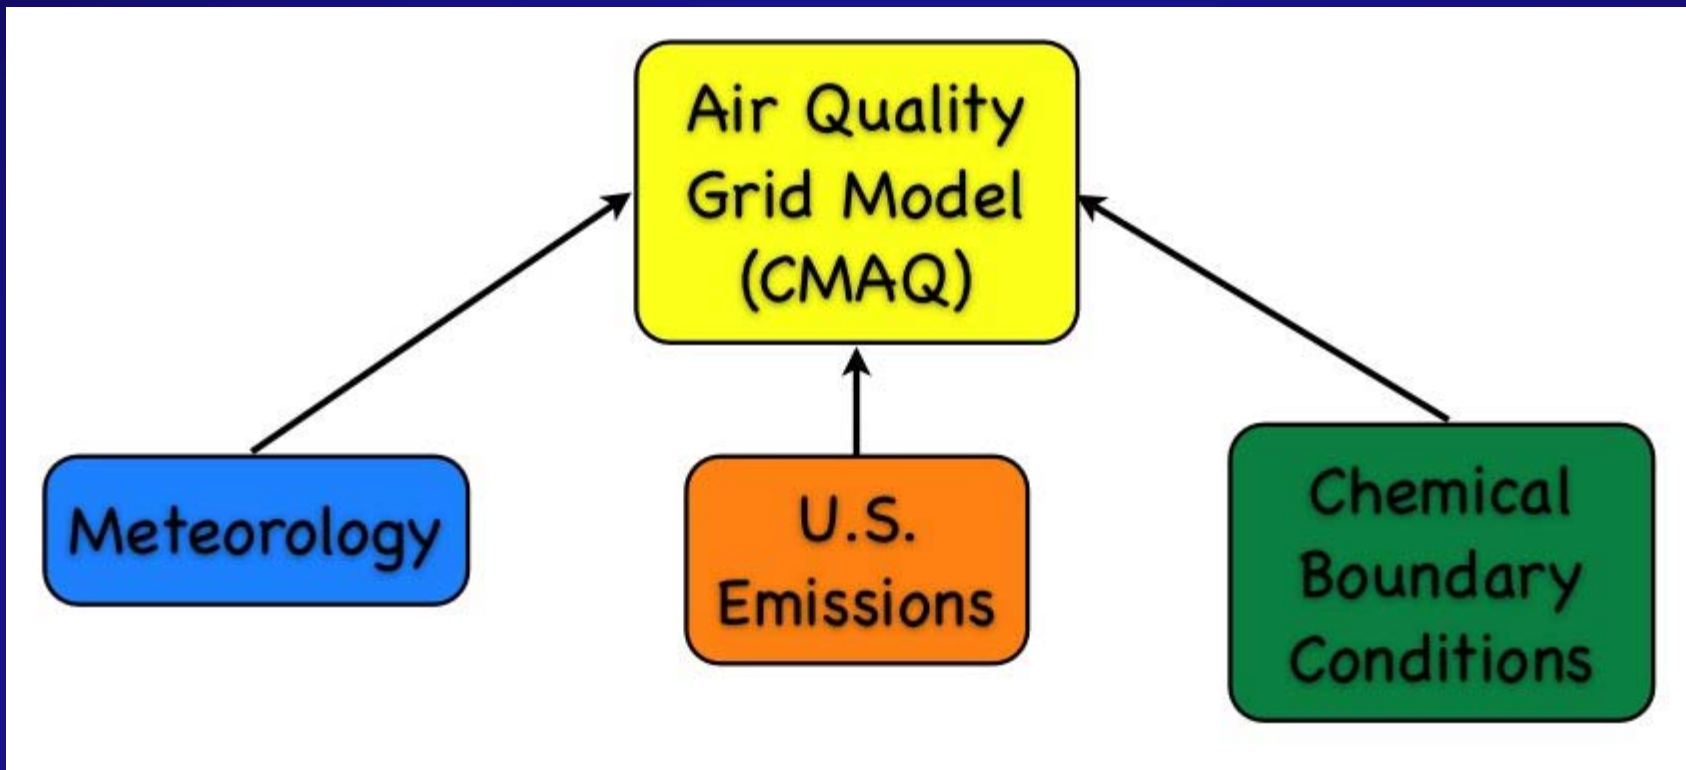 Air Quality
Grid Model
(CMAQ)
Meteorology
U.S.
Emissions
Chemical
Boundary
Conditions